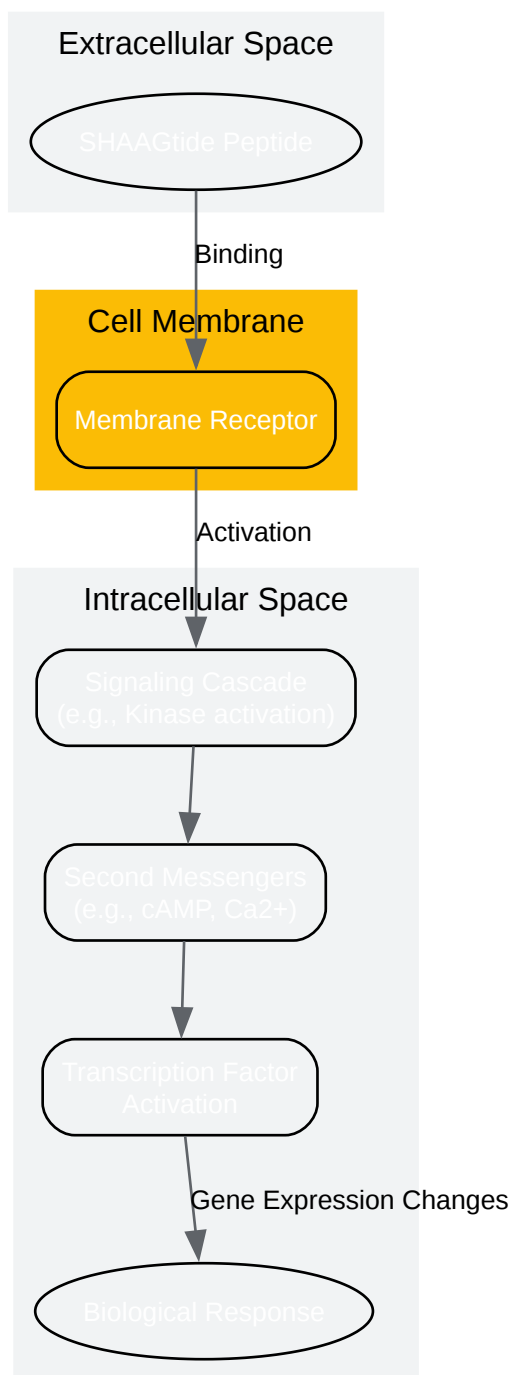 Extracellular Space
SHAAGtide Peptide
Binding
Cell Membrane
Membrane Receptor
Activation
Intracellular Space
Signaling Cascade
(e.g., Kinase activation)
Second Messengers
(e.g., cAMP, Ca2+)
Transcription Factor
Activation
Gene Expression Changes
Biological Response